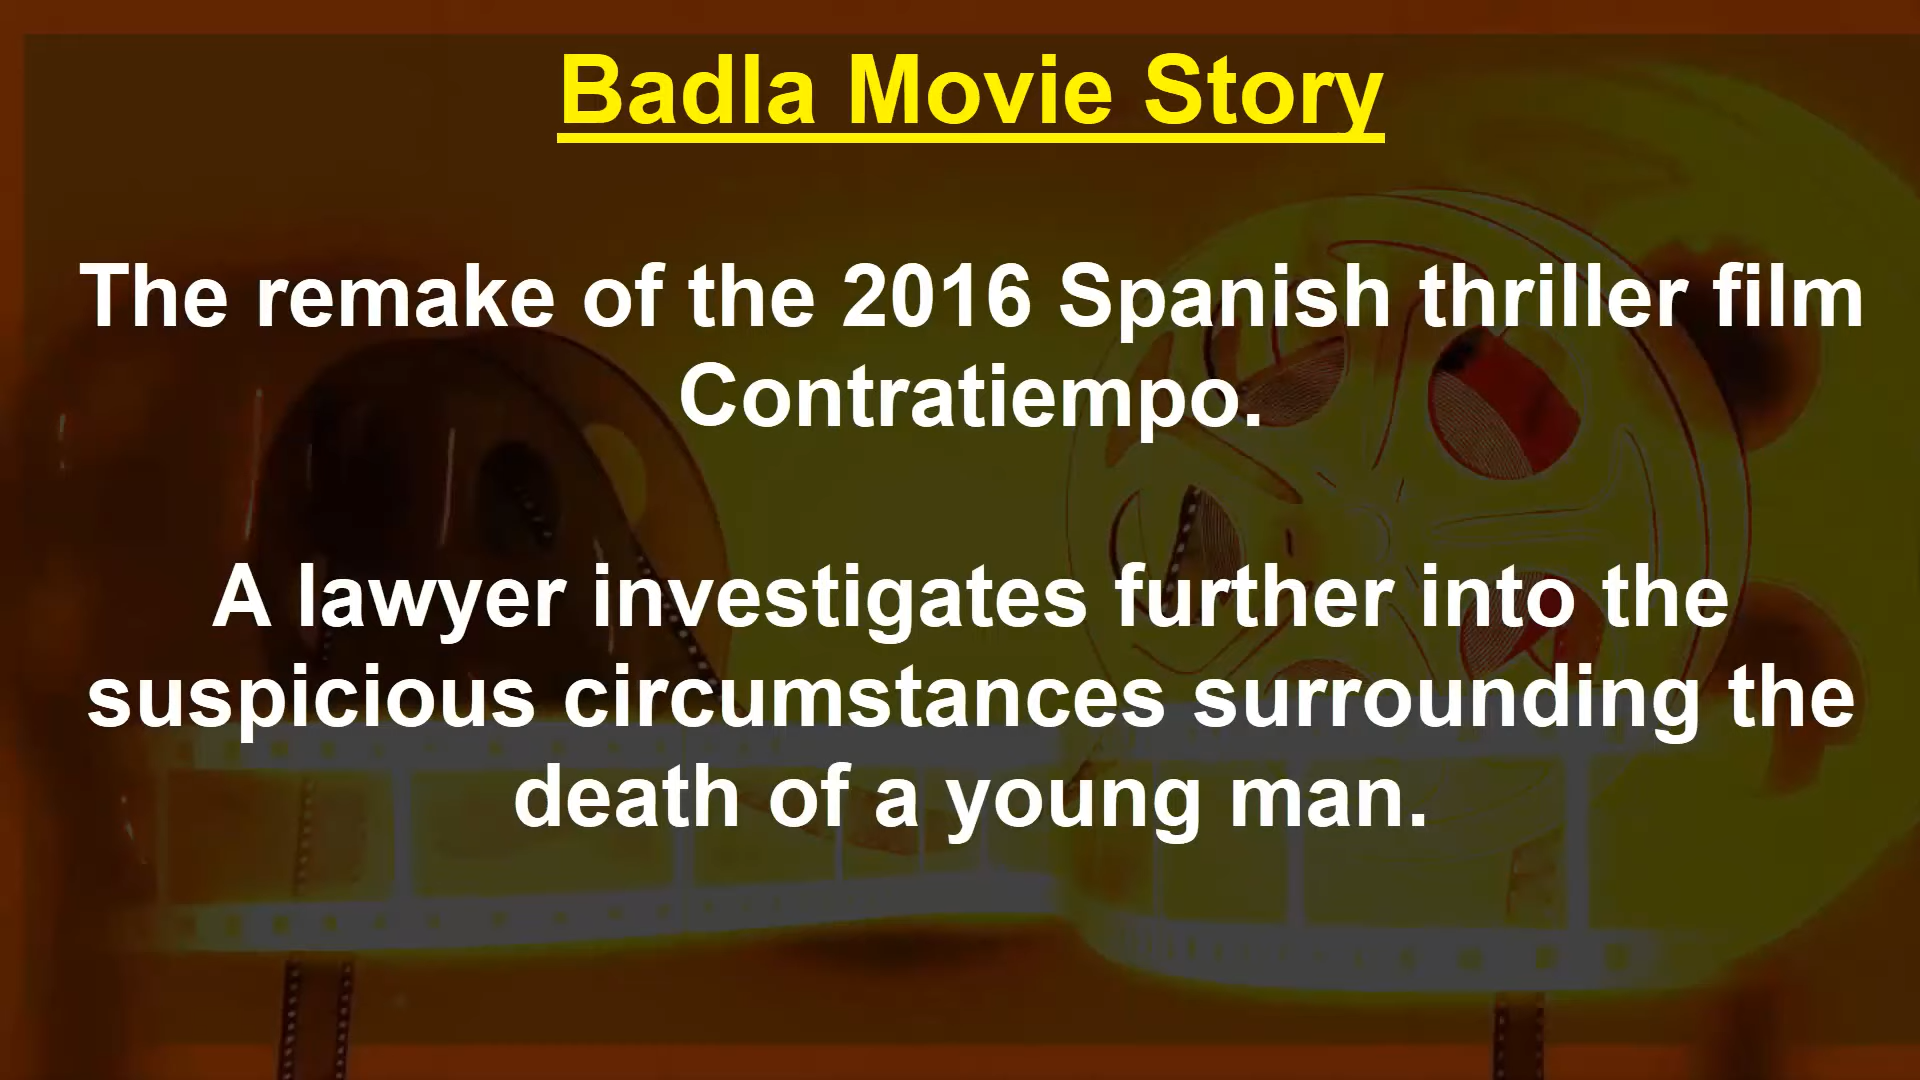 Badla Movie Story
The remake of the 2016 Spanish thriller film
Contratiempo.
A lawyer investigates further into the
suspicious circumstances surrounding the
death of a young man.